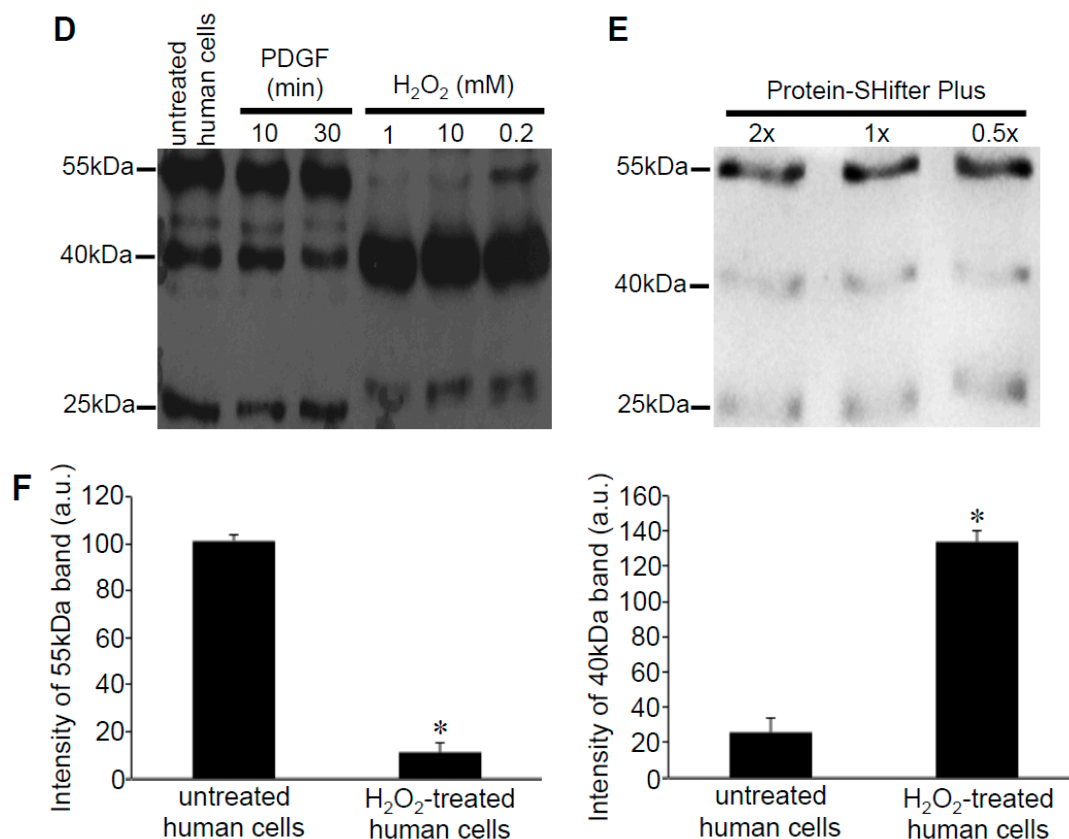 D
untreated
human cells
PDGF
(min)
10 30
H₂O₂ (mM)
1 10 0.2
55kDa
40kDa
25kDa
E
Protein-SHifter Plus
2x 1x 0.5x
55kDa
40kDa
25kDa
F
Intensity of 55kDa band (a.u.)
120
100
80
60
40
20
0
*
untreated
human cells
H₂O₂-treated
human cells
Intensity of 40kDa band (a.u.)
160
140
120
100
80
60
40
20
0
*
untreated
human cells
H₂O₂-treated
human cells